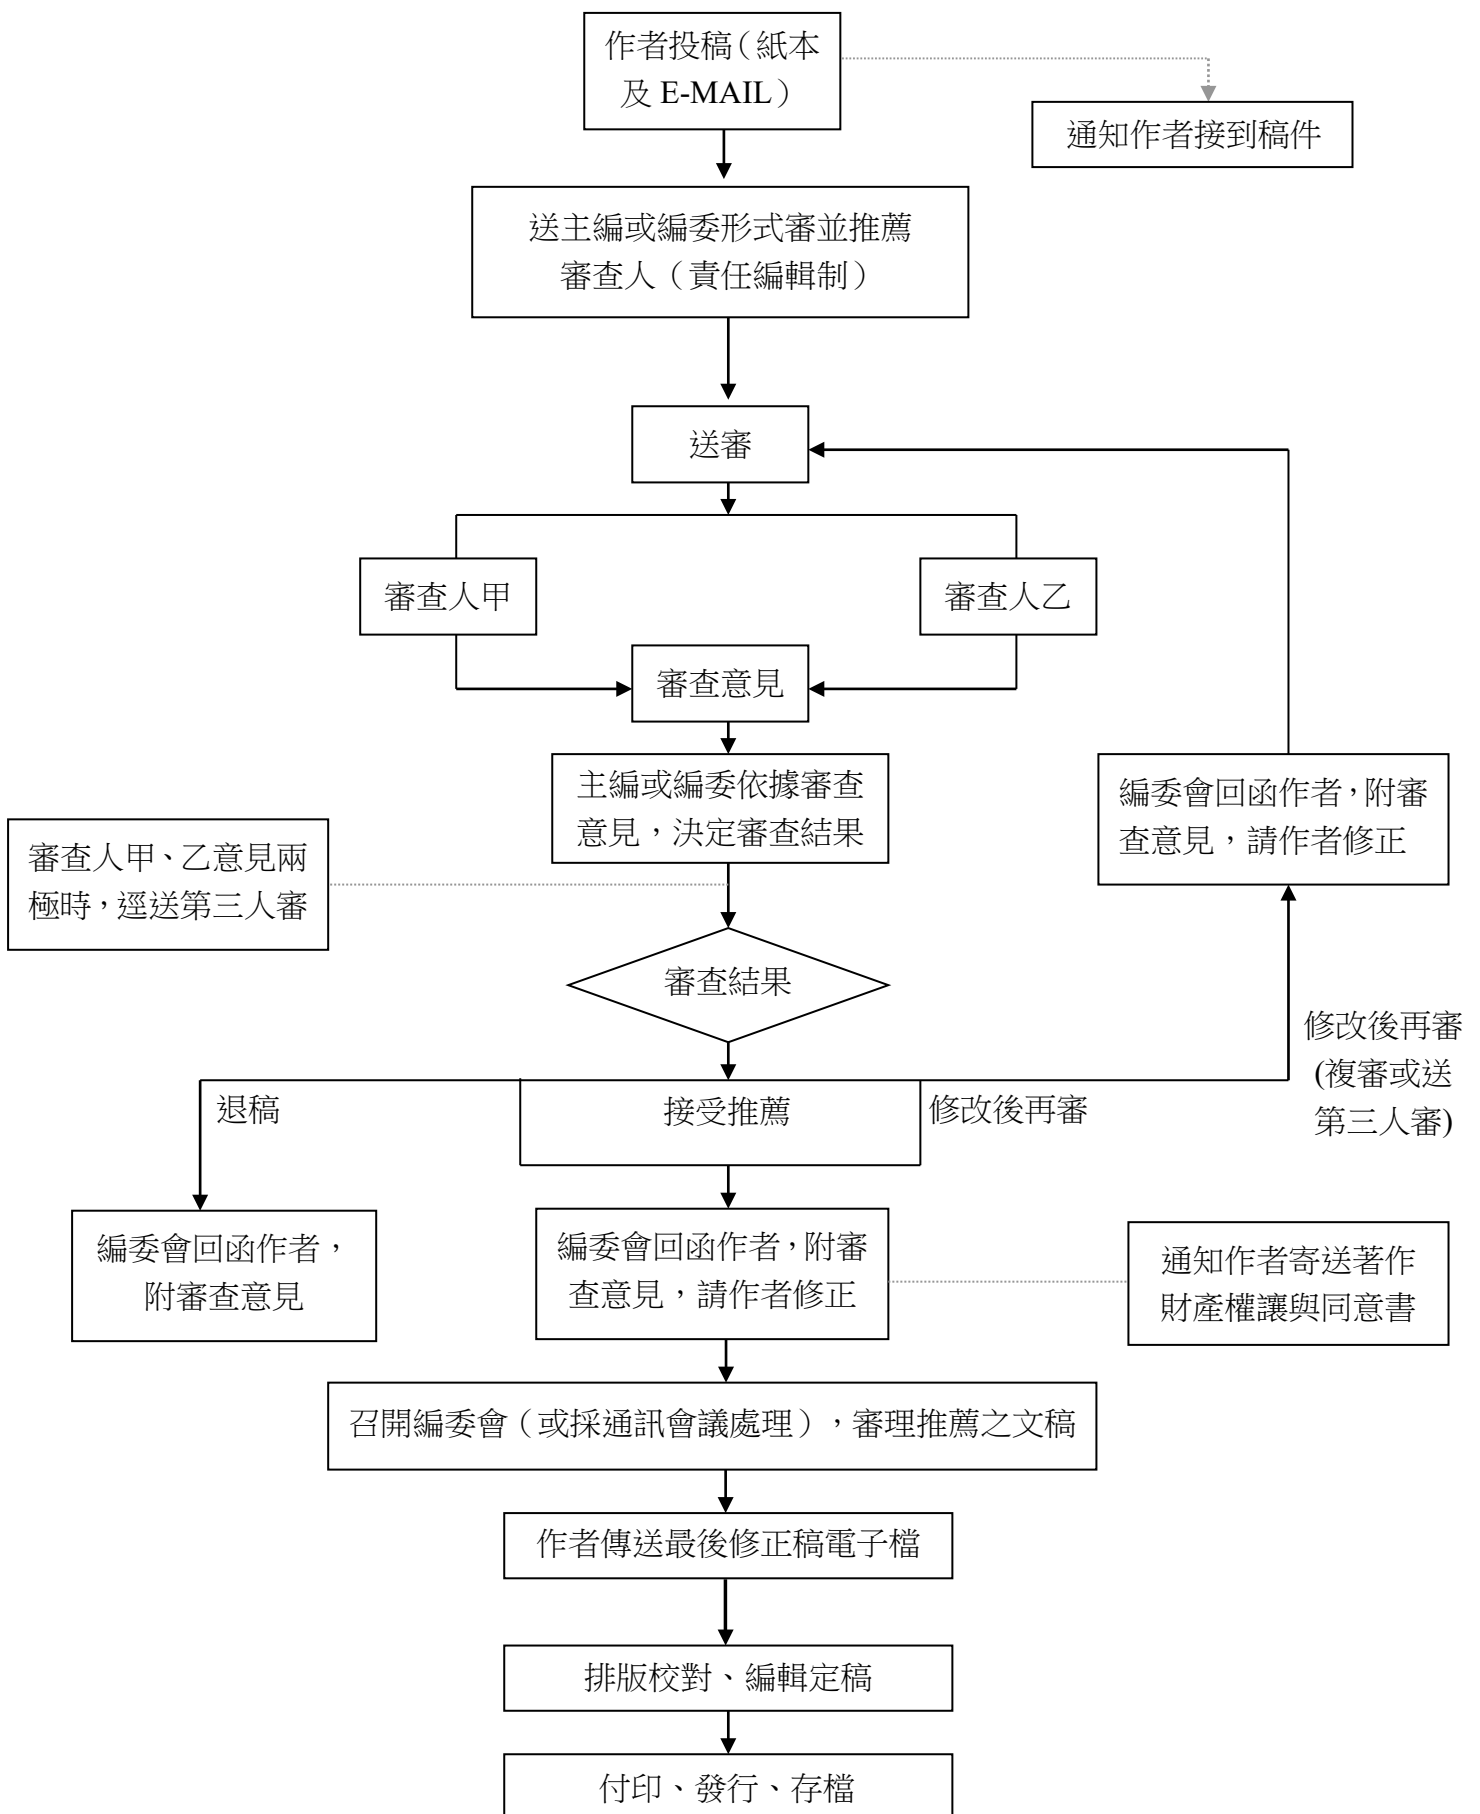 作者投稿（紙本
及 E-MAIL）
通知作者接到稿件
送主編或編委形式審並推薦
審查人（責任編輯制）
送審
審查人甲
審查人乙
審查意見
主編或編委依據審查
意見，決定審查結果
編委會回函作者，附審
查意見，請作者修正
審查人甲、乙意見兩
極時，逕送第三人審
審查結果
修改後再審
(複審或送
第三人審)
退稿
接受推薦
修改後再審
編委會回函作者，
附審查意見
編委會回函作者，附審
查意見，請作者修正
通知作者寄送著作
財產權讓與同意書
召開編委會（或採通訊會議處理），審理推薦之文稿
作者傳送最後修正稿電子檔
排版校對、編輯定稿
付印、發行、存檔